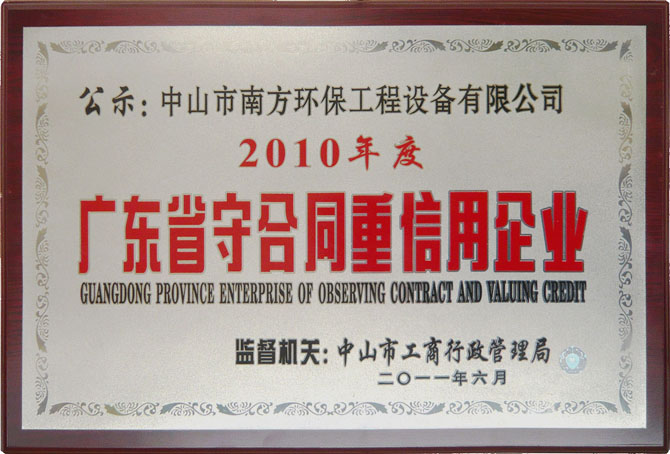 公示：中山市南方环保工程设备有限公司
2010年度
广东省守合同重信用企业
GUANGDONG PROVINCE ENTERPRISE OF OBSERVING CONTRACT AND VALUING CREDIT
监督机关：中山市工商行政管理局
二〇一一年六月